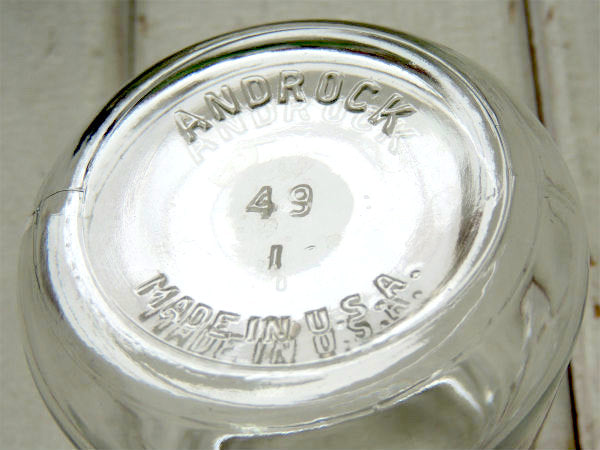 ANDROCK
49
1
MADE IN U.S.A.